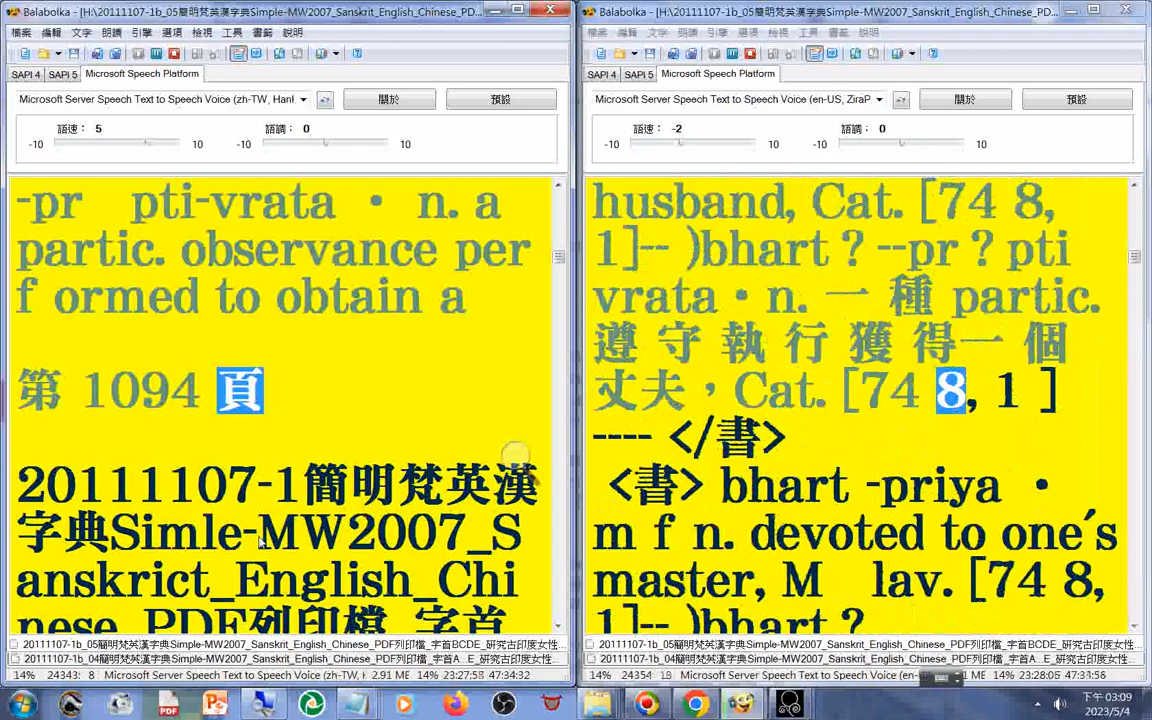 Balabolka - [H:\20111107-1b_05簡明梵英漢字典Simple-MW2007_Sanskrit_English_Chinese_PD...
檔案 編輯 文字 朗讀 引擎 選項 檢視 工具 書籤 說明
SAPI 4 SAPI 5 Microsoft Speech Platform
Microsoft Server Speech Text to Speech Voice (zh-TW, Hanl
關於 預設
語速： 5 語調： 0
-10 10 -10 10
-pr pti-vrata • n. a
partic. observance per
f ormed to obtain a
第 1094 頁
20111107-1簡明梵英漢
字典Simle-MW2007_S
anskrict_English_Chi
nese_PDF列印檔_字首
20111107-1b_05簡明梵英漢字典Simple-MW2007_Sanskrit_English_Chinese_PDF列印檔_字首BCDE_研究古印度女性...
20111107-1b_04簡明梵英漢字典Simple-MW2007_Sanskrit_English_Chinese_PDF列印檔_字首A...E_研究古印度女性...
14% 24343: 8 Microsoft Server Speech Text to Speech Voice (zh-TW, H 2.91 MB 14% 23:27:58 47:34:32
Balabolka - [H:\20111107-1b_05簡明梵英漢字典Simple-MW2007_Sanskrit_English_Chinese_PD...
檔案 編輯 文字 朗讀 引擎 選項 檢視 工具 書籤 說明
SAPI 4 SAPI 5 Microsoft Speech Platform
Microsoft Server Speech Text to Speech Voice (en-US, ZiraP
關於 預設
語速： -2 語調： 0
-10 10 -10 10
husband, Cat. [74 8,
1]-- )bhart ? --pr ? pti
vrata • n. 一 種 partic.
遵 守 執 行 獲 得一 個
丈夫，Cat. [74 8, 1 ]
---- </書>
<書> bhart -priya •
m f n. devoted to one's
master, M lav. [74 8,
1]-- )bhart ?
20111107-1b_05簡明梵英漢字典Simple-MW2007_Sanskrit_English_Chinese_PDF列印檔_字首BCDE_研究古印度女性...
20111107-1b_04簡明梵英漢字典Simple-MW2007_Sanskrit_English_Chinese_PDF列印檔_字首A...E_研究古印度女性...
14% 24354 18 Microsoft Server Speech Text to Speech Voice 14% 23:28:05 47:33:58
下午 03:09
2023/5/4